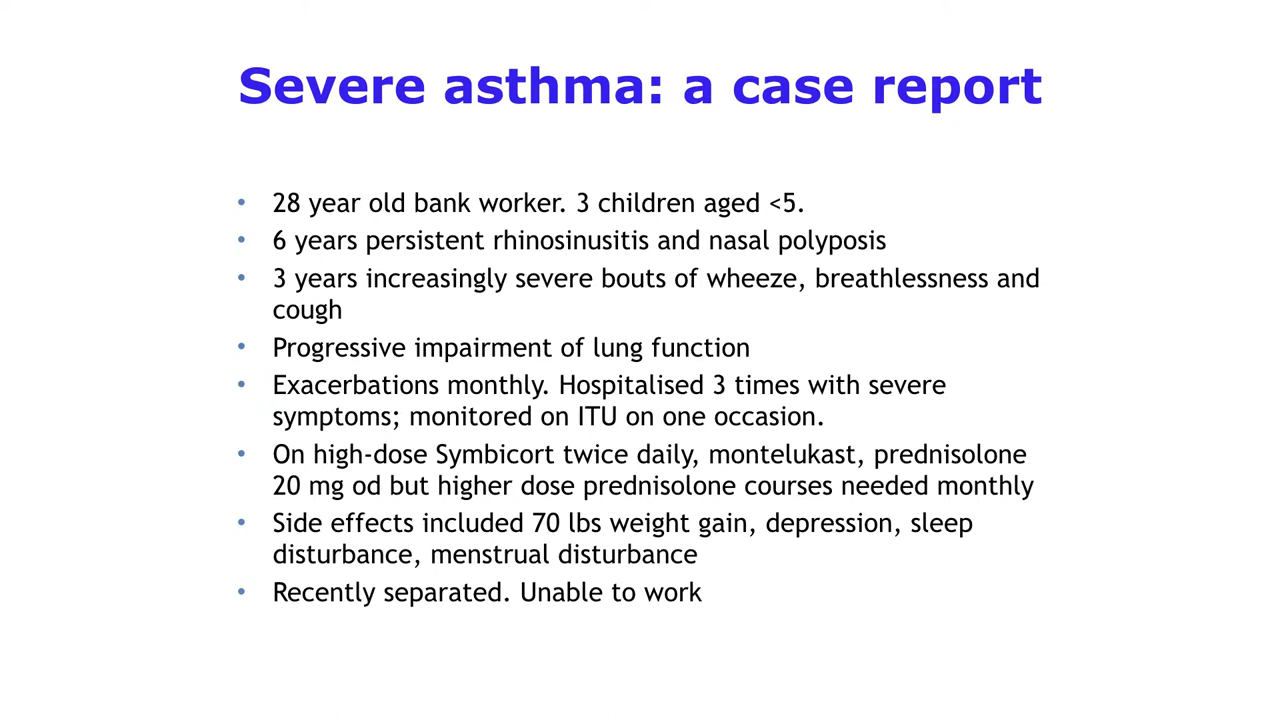 Severe asthma: a case report
• 28 year old bank worker. 3 children aged <5.
• 6 years persistent rhinosinusitis and nasal polyposis
• 3 years increasingly severe bouts of wheeze, breathlessness and
cough
• Progressive impairment of lung function
• Exacerbations monthly. Hospitalised 3 times with severe
symptoms; monitored on ITU on one occasion.
• On high-dose Symbicort twice daily, montelukast, prednisolone
20 mg od but higher dose prednisolone courses needed monthly
• Side effects included 70 lbs weight gain, depression, sleep
disturbance, menstrual disturbance
• Recently separated. Unable to work